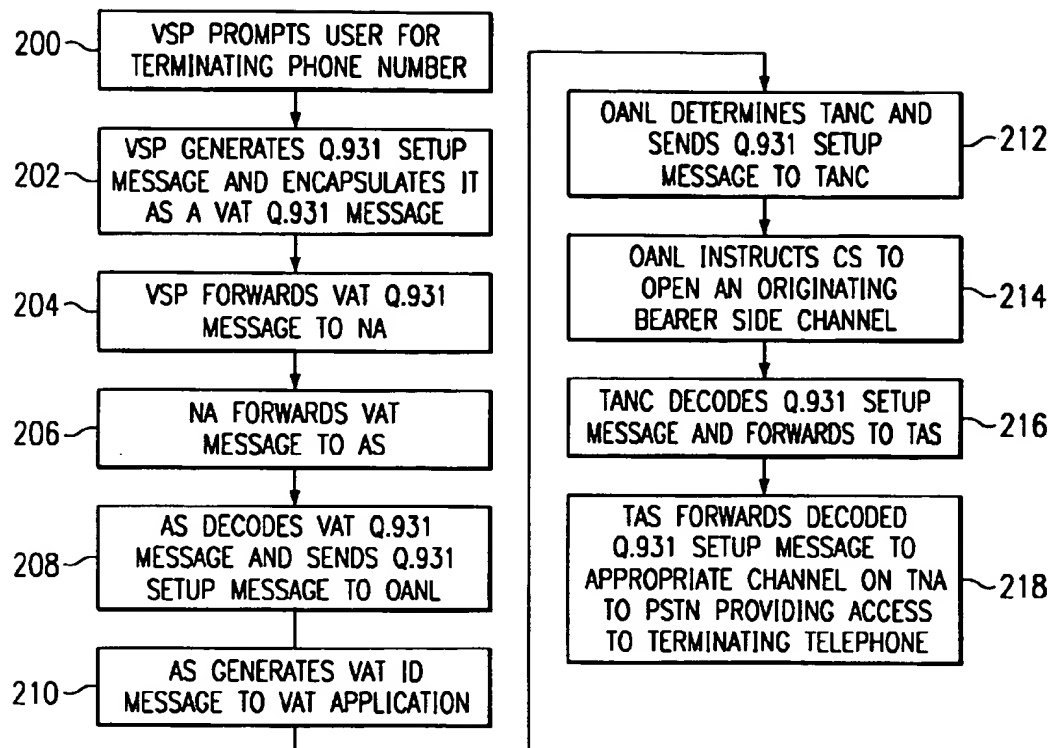 200
VSP PROMPTS USER FOR
TERMINATING PHONE NUMBER
202
VSP GENERATES Q.931 SETUP
MESSAGE AND ENCAPSULATES IT
AS A VAT Q.931 MESSAGE
204
VSP FORWARDS VAT Q.931
MESSAGE TO NA
206
NA FORWARDS VAT
MESSAGE TO AS
208
AS DECODES VAT Q.931
MESSAGE AND SENDS Q.931
SETUP MESSAGE TO OANL
210
AS GENERATES VAT ID
MESSAGE TO VAT APPLICATION
OANL DETERMINES TANC AND
SENDS Q.931 SETUP
MESSAGE TO TANC
212
OANL INSTRUCTS CS TO
OPEN AN ORIGINATING
BEARER SIDE CHANNEL
214
TANC DECODES Q.931 SETUP
MESSAGE AND FORWARDS TO TAS
216
TAS FORWARDS DECODED
Q.931 SETUP MESSAGE TO
APPROPRIATE CHANNEL ON TNA
TO PSTN PROVIDING ACCESS
TO TERMINATING TELEPHONE
218